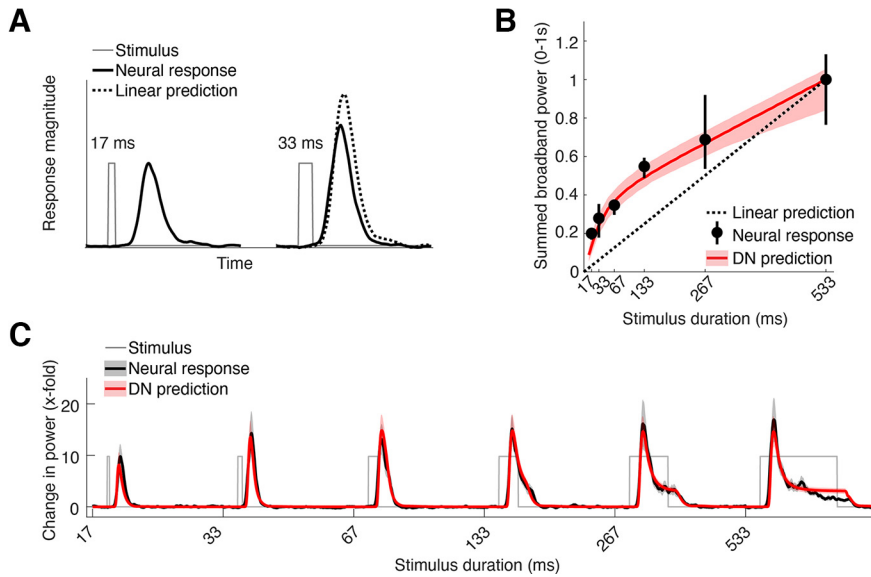 A
Stimulus
Neural response
Linear prediction
Response magnitude
17 ms
33 ms
Time
B
Summed broadband power (0-1s)
1
0.8
0.6
0.4
0.2
0
Linear prediction
Neural response
DN prediction
17
33
67
133
267
533
Stimulus duration (ms)
C
Stimulus
Neural response
DN prediction
Change in power (x-fold)
20
10
0
17
33
67
133
267
533
Stimulus duration (ms)